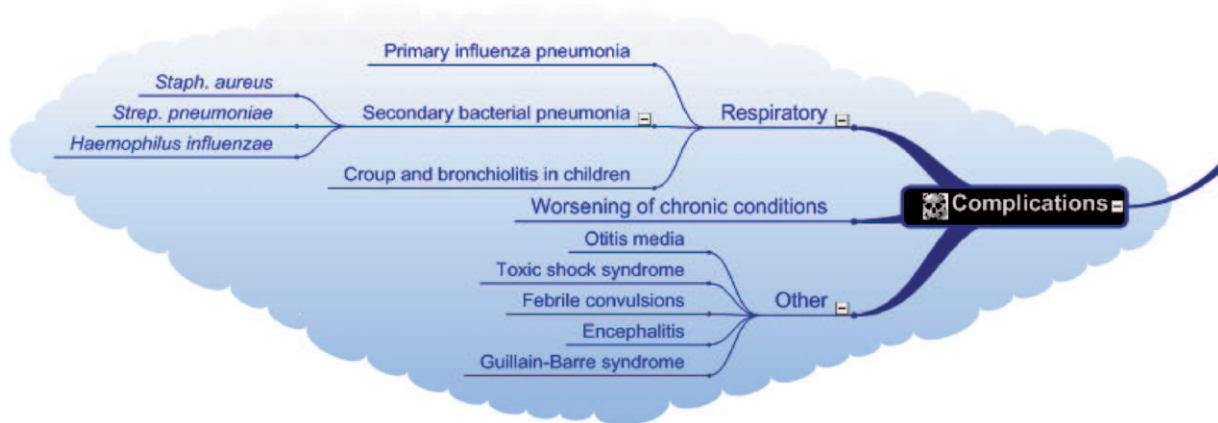 Primary influenza pneumonia
Staph. aureus
Strep. pneumoniae
Haemophilus influenzae
Secondary bacterial pneumonia
Respiratory
Croup and bronchiolitis in children
Complications
Worsening of chronic conditions
Otitis media
Toxic shock syndrome
Febrile convulsions
Other
Encephalitis
Guillain-Barre syndrome